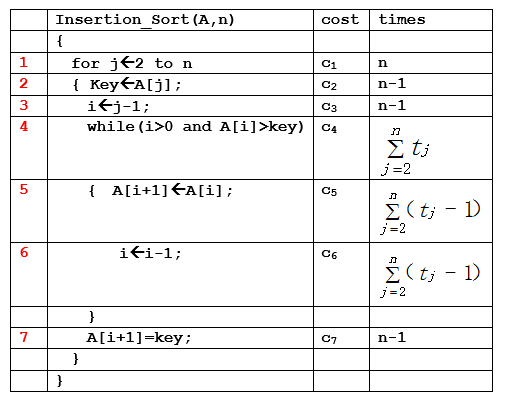 Insertion_Sort(A,n) cost times
{
1 for j←2 to n c₁ n
2 { Key←A[j]; c₂ n-1
3 i←j-1; c₃ n-1
4 while(i>0 and A[i]>key) c₄ \sum_{j=2}^{n} t_j
5 { A[i+1]←A[i]; c₅ \sum_{j=2}^{n} (t_j - 1)
6 i←i-1; c₆ \sum_{j=2}^{n} (t_j - 1)
}
7 A[i+1]=key; c₇ n-1
}
}